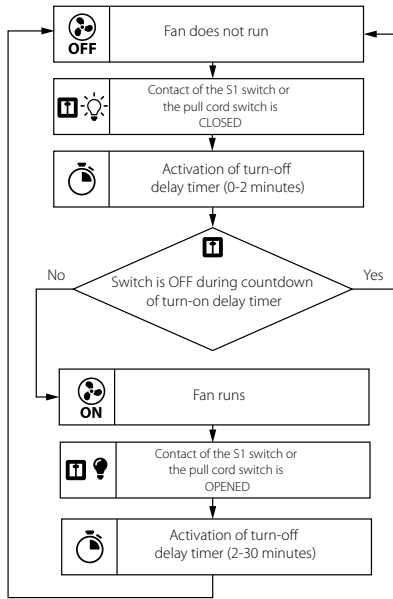 OFF
Fan does not run
Contact of the S1 switch or
the pull cord switch is
CLOSED
Activation of turn-off
delay timer (0-2 minutes)
No
Yes
Switch is OFF during countdown
of turn-on delay timer
ON
Fan runs
Contact of the S1 switch or
the pull cord switch is
OPENED
Activation of turn-off
delay timer (2-30 minutes)